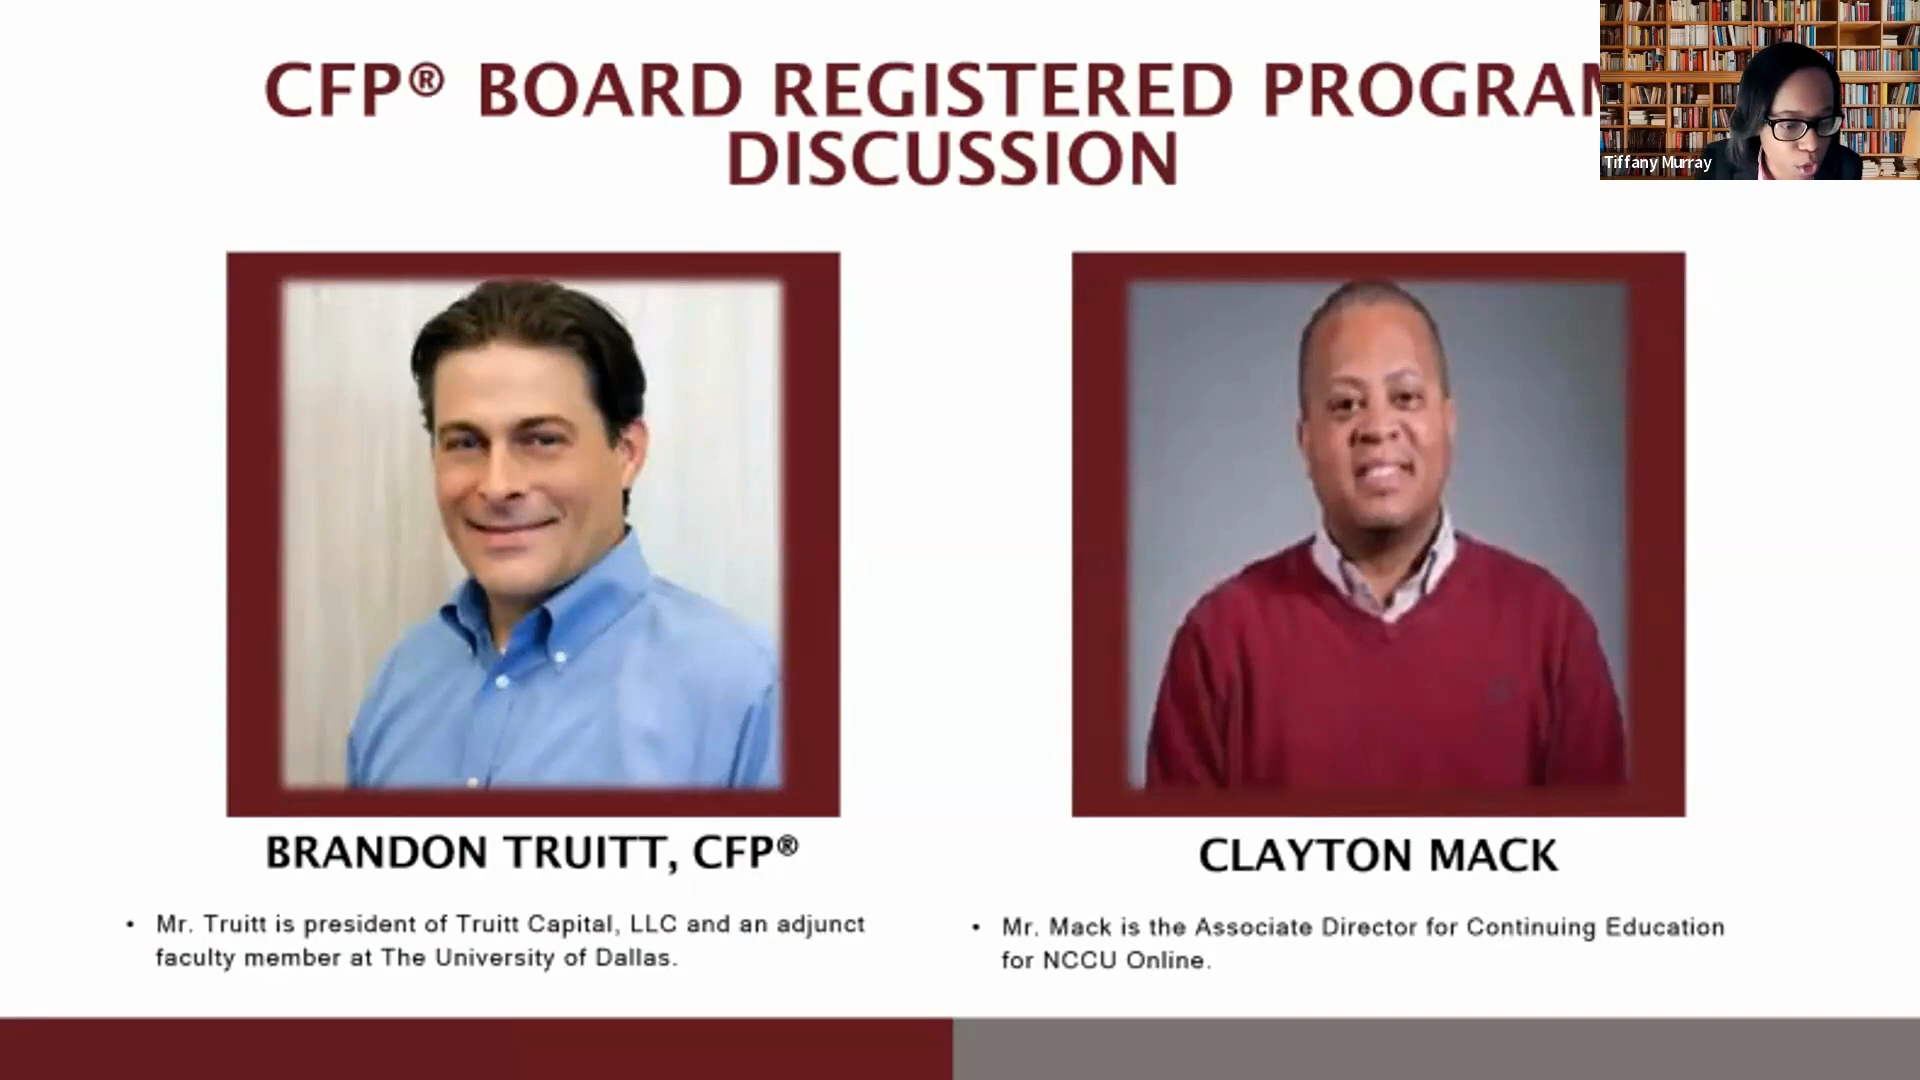 CFP® BOARD REGISTERED PROGRAM
DISCUSSION
Tiffany Murray
BRANDON TRUITT, CFP®
• Mr. Truitt is president of Truitt Capital, LLC and an adjunct
faculty member at The University of Dallas.
CLAYTON MACK
• Mr. Mack is the Associate Director for Continuing Education
for NCCU Online.